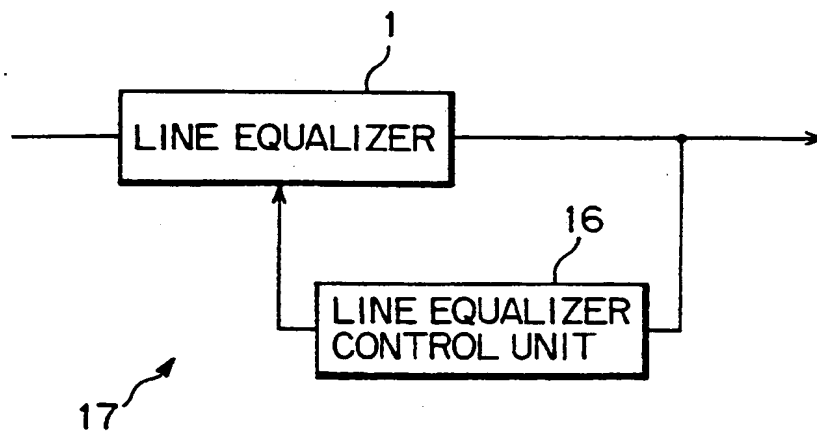 1
LINE EQUALIZER
16
LINE EQUALIZER
CONTROL UNIT
17